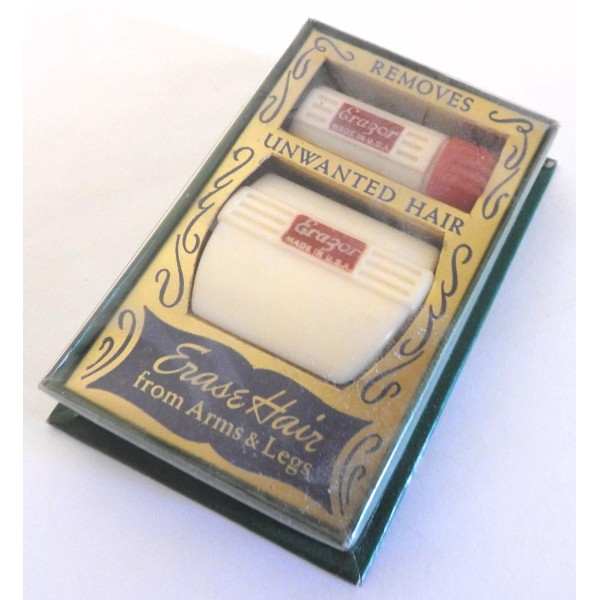 REMOVES
Erazor
MADE IN U.S.A.
UNWANTED HAIR
Erazor
MADE IN U.S.A.
Erase Hair
from Arms & Legs